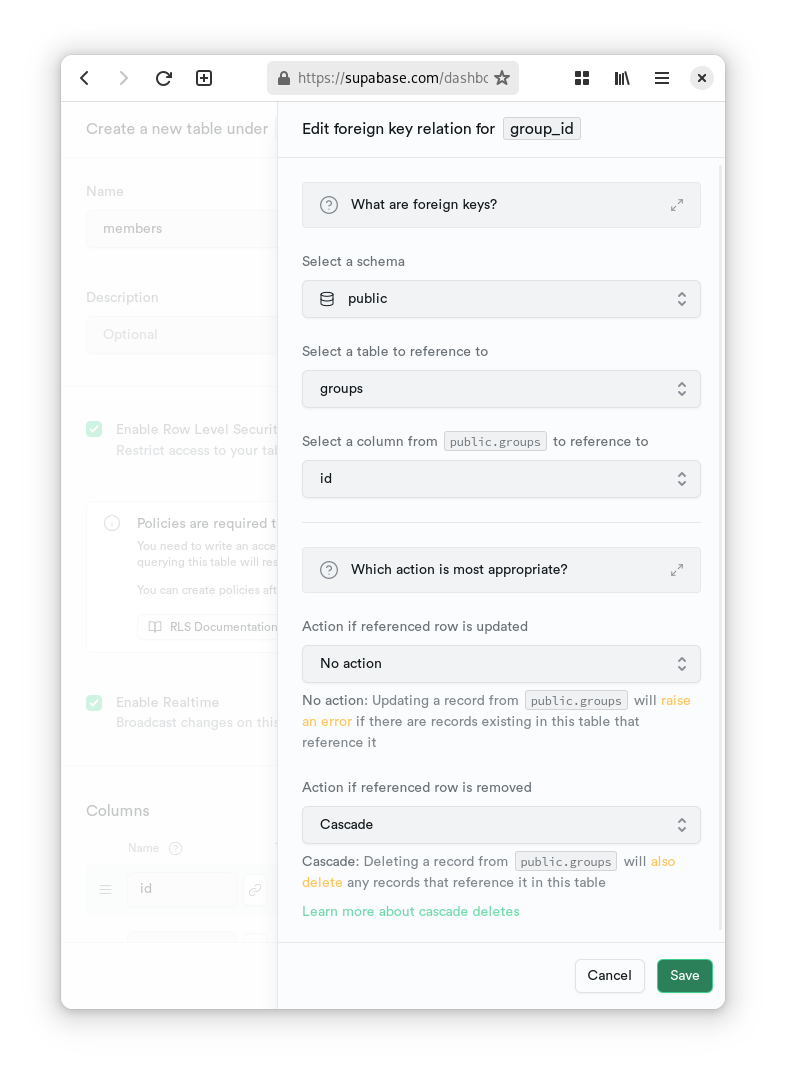 https://supabase.com/dashbo
Create a new table under
Name
members
Description
Optional
Enable Row Level Securit
Restrict access to your tab
Policies are required t
You need to write an acce
querying this table will res
You can create policies aft
RLS Documentation
Enable Realtime
Broadcast changes on this
Columns
Name
id
Edit foreign key relation for group_id
What are foreign keys?
Select a schema
public
Select a table to reference to
groups
Select a column from public.groups to reference to
id
Which action is most appropriate?
Action if referenced row is updated
No action
No action: Updating a record from public.groups will raise
an error if there are records existing in this table that
reference it
Action if referenced row is removed
Cascade
Cascade: Deleting a record from public.groups will also
delete any records that reference it in this table
Learn more about cascade deletes
Cancel
Save